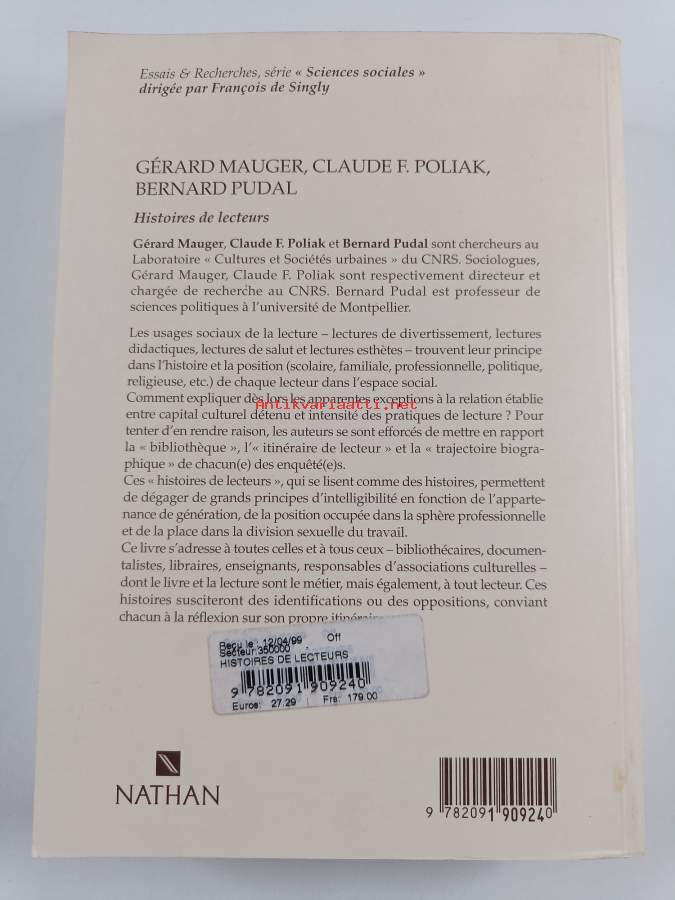 Essais & Recherches, série « Sciences sociales »
dirigée par François de Singly
GÉRARD MAUGER, CLAUDE F. POLIAK,
BERNARD PUDAL
Histoires de lecteurs
Gérard Mauger, Claude F. Poliak et Bernard Pudal sont chercheurs au
Laboratoire « Cultures et Sociétés urbaines » du CNRS. Sociologues,
Gérard Mauger, Claude F. Poliak sont respectivement directeur et
chargée de recherche au CNRS. Bernard Pudal est professeur de
sciences politiques à l'université de Montpellier.
Les usages sociaux de la lecture – lectures de divertissement, lectures
didactiques, lectures de salut et lectures esthètes – trouvent leur principe
dans l'histoire et la position (scolaire, familiale, professionnelle, politique,
religieuse, etc.) de chaque lecteur dans l'espace social.
Comment expliquer dès lors les apparentes exceptions à la relation établie
Antikvariaatti.net
entre capital culturel détenu et intensité des pratiques de lecture ? Pour
tenter d'en rendre raison, les auteurs se sont efforcés de mettre en rapport
la « bibliothèque », l'« itinéraire de lecteur » et la « trajectoire biogra-
phique » de chacun(e) des enquêté(e)s.
Ces « histoires de lecteurs », qui se lisent comme des histoires, permettent
de dégager de grands principes d'intelligibilité en fonction de l'apparte-
nance de génération, de la position occupée dans la sphère professionnelle
et de la place dans la division sexuelle du travail.
Ce livre s'adresse à toutes celles et à tous ceux – bibliothécaires, documen-
talistes, libraires, enseignants, responsables d'associations culturelles –
dont le livre et la lecture sont le métier, mais également, à tout lecteur. Ces
histoires susciteront des identifications ou des oppositions, conviant
chacun à la réflexion sur son propre itinéraire
Reçu le : 12/04/99 Off
Secteur:350000
HISTOIRES DE LECTEURS
9 782091 909240
Euros: 27.29 Frs: 179.00
NATHAN
9 782091 909240